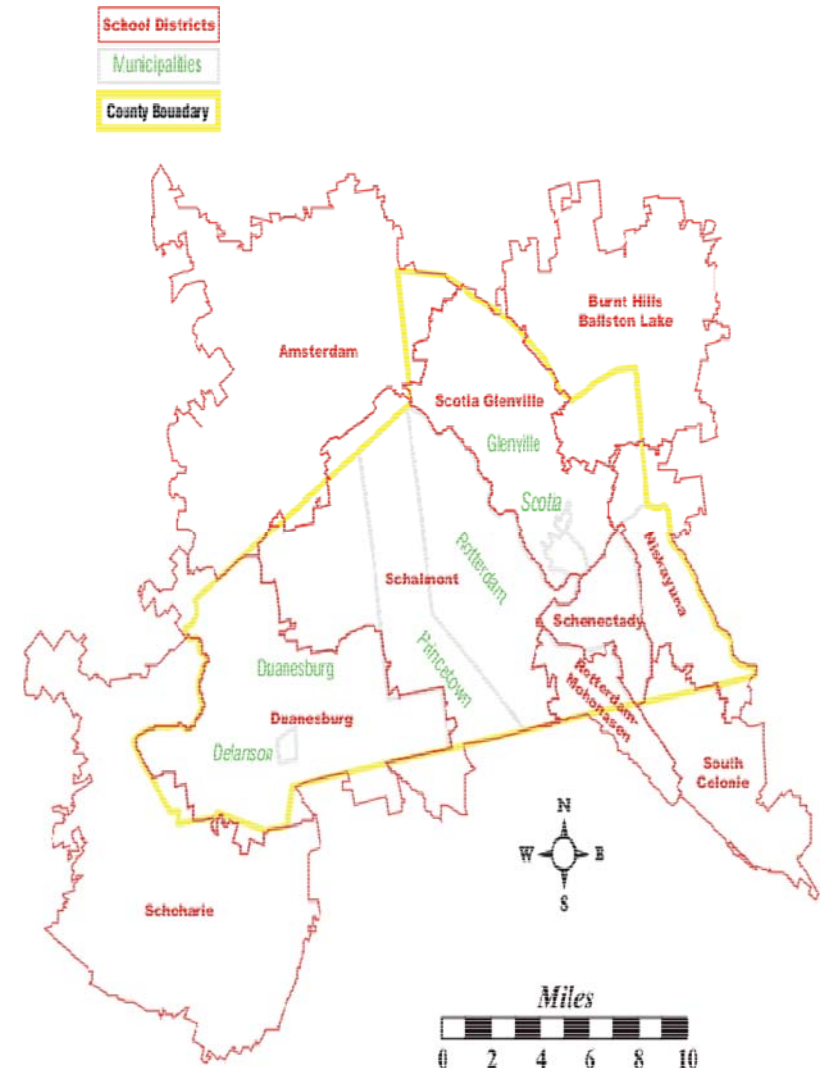 School Districts
Municipalities
County Boundary
Burnt Hills
Ballston Lake
Amsterdam
Scotia Glenville
Glenville
Scotia
Niskayuna
Rotterdam
Schalmont
Schenectady
Princetown
Duanesburg
Rotterdam-
Mohonasen
Duanesburg
Delanson
South
Colonie
N
W E
S
Schoharie
Miles
0 2 4 6 8 10